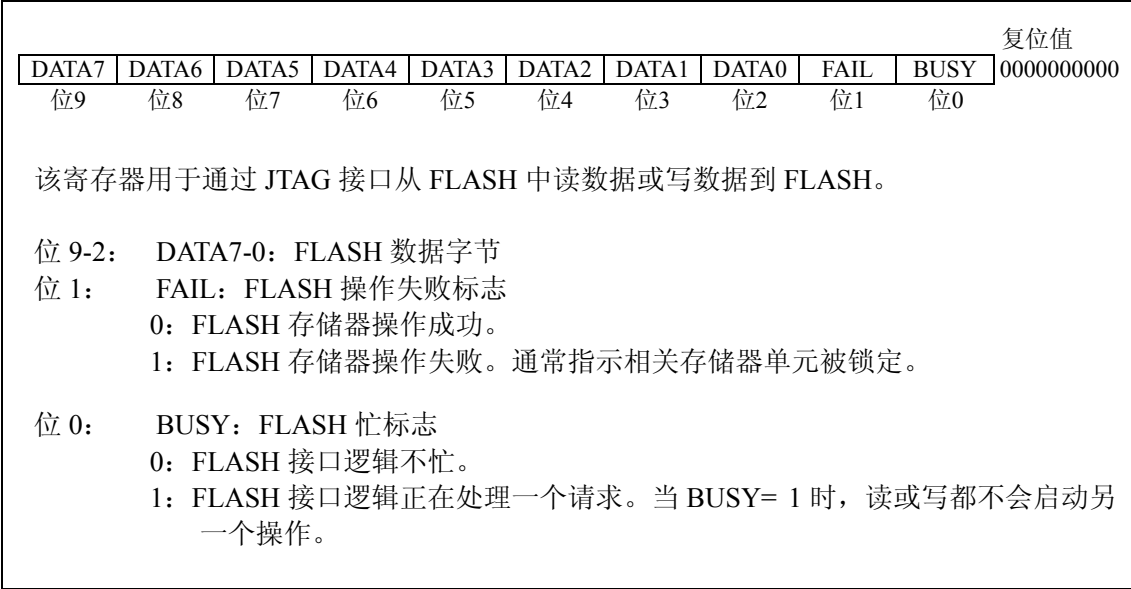 复位值
DATA7 DATA6 DATA5 DATA4 DATA3 DATA2 DATA1 DATA0 FAIL BUSY 0000000000
位9 位8 位7 位6 位5 位4 位3 位2 位1 位0
该寄存器用于通过 JTAG 接口从 FLASH 中读数据或写数据到 FLASH。
位 9-2： DATA7-0：FLASH 数据字节
位 1： FAIL：FLASH 操作失败标志
0：FLASH 存储器操作成功。
1：FLASH 存储器操作失败。通常指示相关存储器单元被锁定。
位 0： BUSY：FLASH 忙标志
0：FLASH 接口逻辑不忙。
1：FLASH 接口逻辑正在处理一个请求。当 BUSY= 1 时，读或写都不会启动另
一个操作。